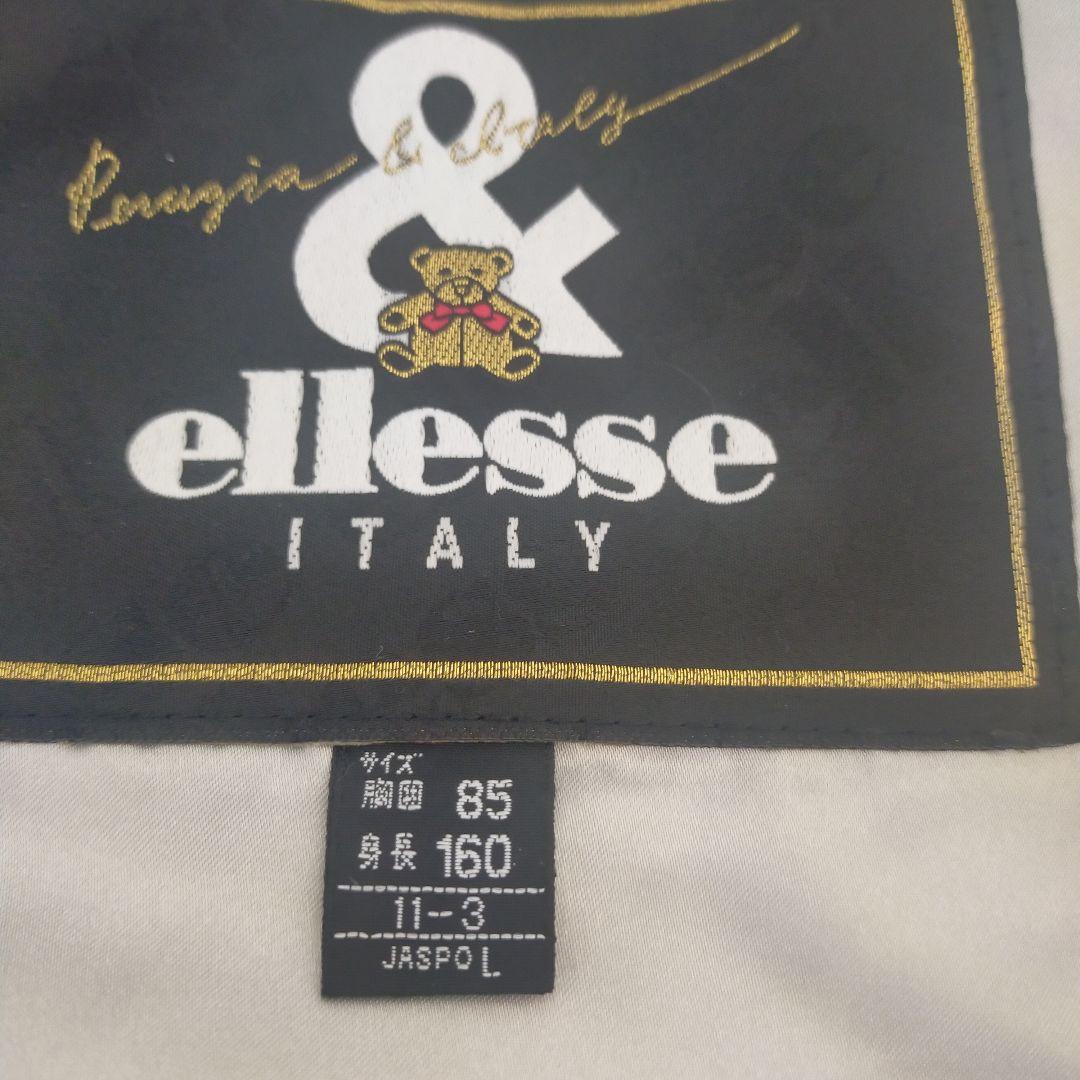 Perugia & Italy
&
ellesse
ITALY
サイズ
胸囲 85
身長 160
11-3
JASPO L